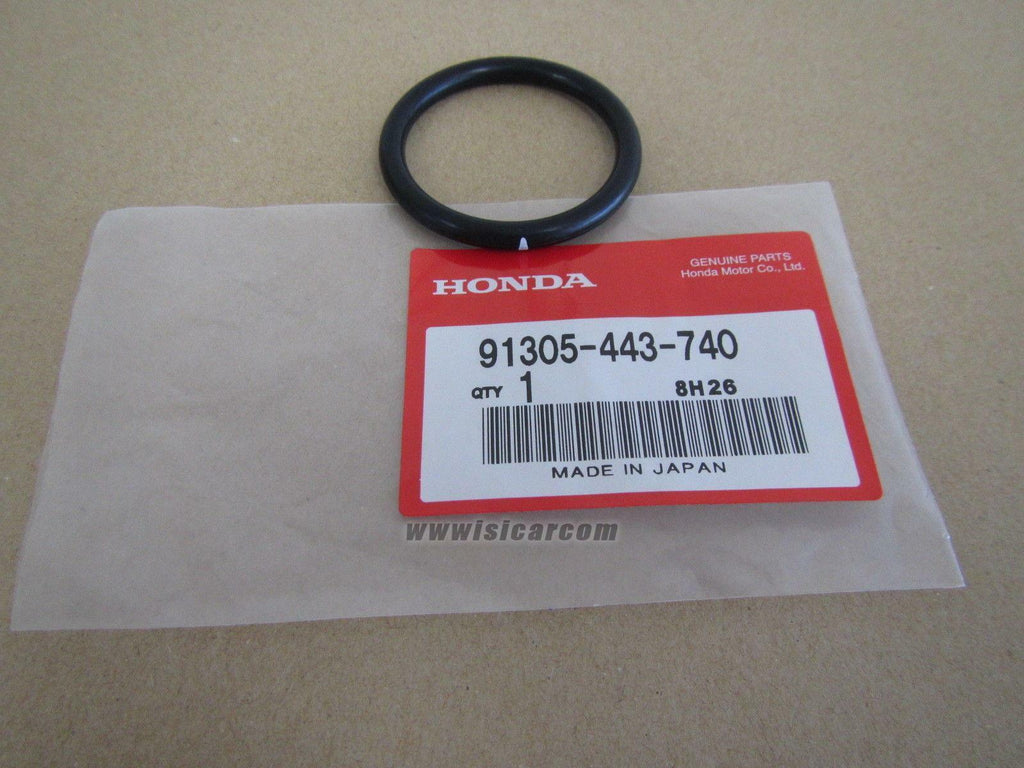 HONDA
GENUINE PARTS
Honda Motor Co., Ltd.
91305-443-740
QTY 1 8H26
MADE IN JAPAN
wwwisicarcom